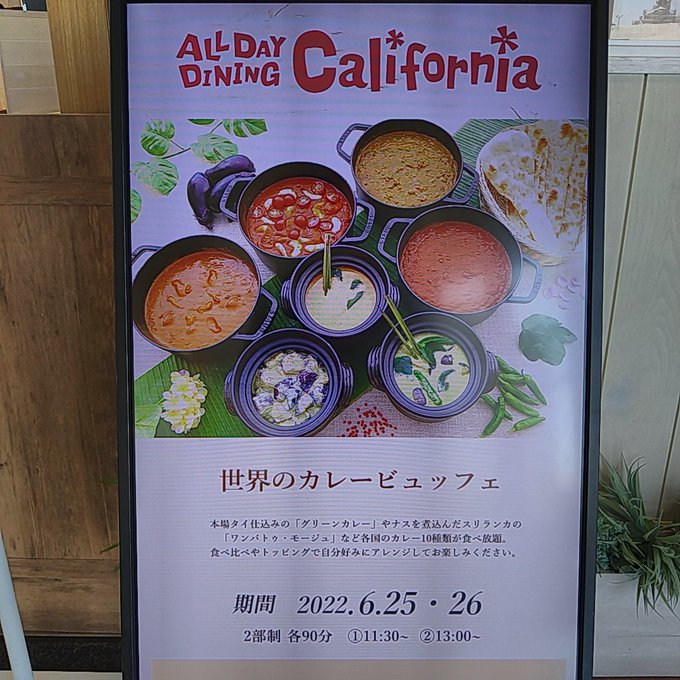 ALL DAY
DINING California
世界のカレービュッフェ
本場タイ仕込みの「グリーンカレー」やナスを煮込んだスリランカの
「ワンバトゥ・モージュ」など各国のカレー10種類が食べ放題。
食べ比べやトッピングで自分好みにアレンジしてお楽しみください。
期間 2022.6.25・26
2部制 各90分 ①11:30~ ②13:00~